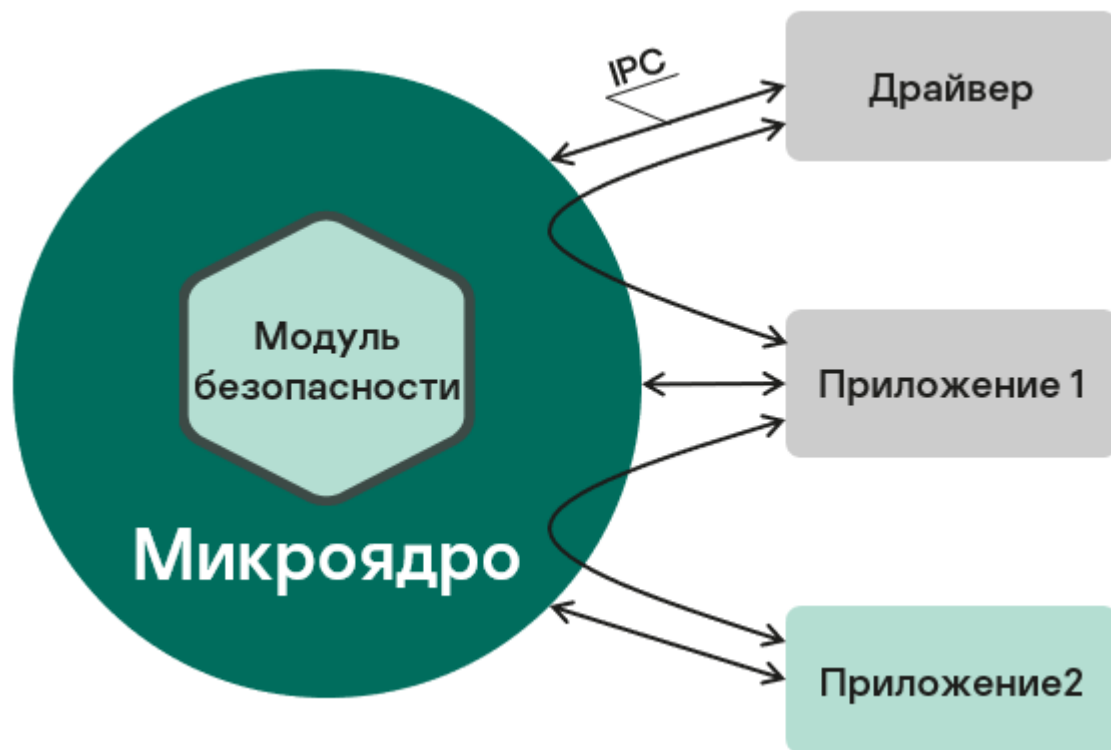 IPC
Драйвер
Модуль
безопасности
Приложение 1
Микроядро
Приложение2